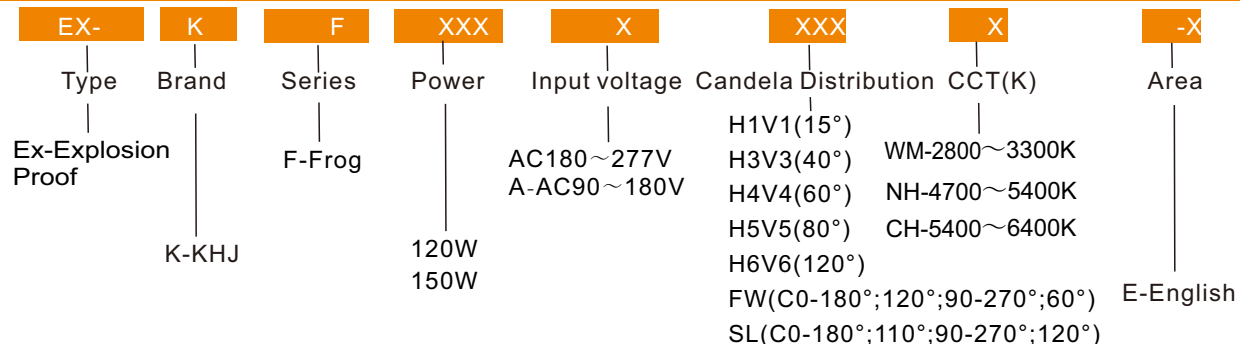 EX- K F XXX X XXX X -X
Type Brand Series Power Input voltage Candela Distribution CCT(K) Area
Ex-Explosion
Proof
K-KHJ
F-Frog
120W
150W
AC180～277V
A-AC90～180V
H1V1(15°)
H3V3(40°)
H4V4(60°)
H5V5(80°)
H6V6(120°)
FW(C0-180°;120°;90-270°;60°)
SL(C0-180°;110°;90-270°;120°)
WM-2800～3300K
NH-4700～5400K
CH-5400～6400K
E-English